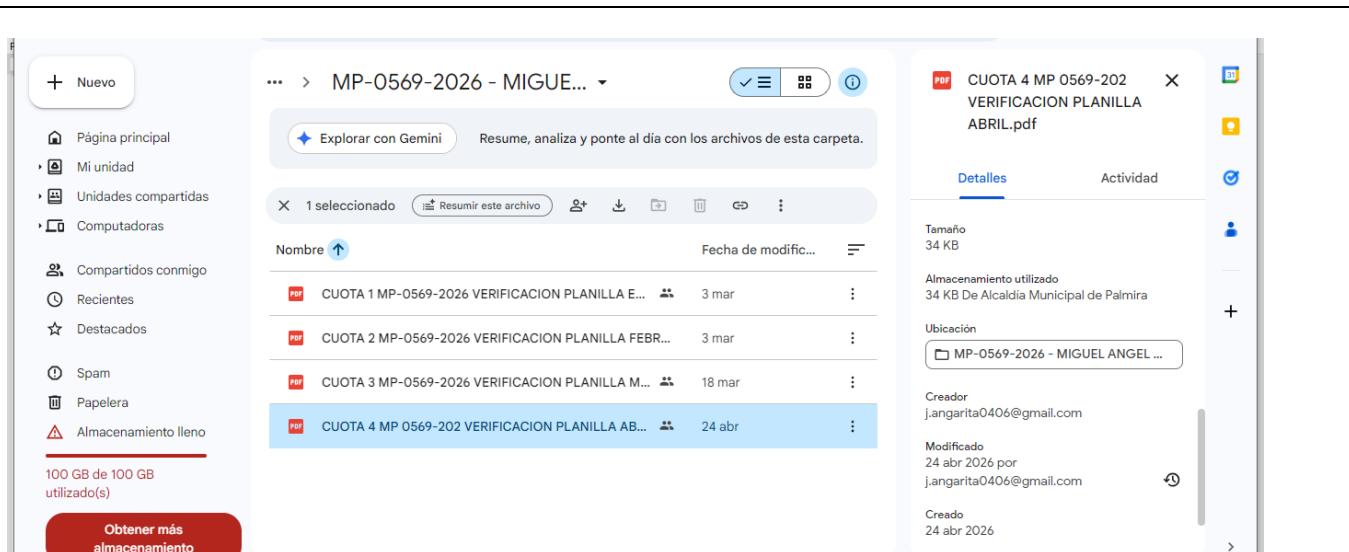 Nuevo
Página principal
Mi unidad
Unidades compartidas
Computadoras
Compartidos conmigo
Recientes
Destacados
Spam
Papelera
Almacenamiento lleno
100 GB de 100 GB
utilizado(s)
Obtener más
almacenamiento
MP-0569-2026 - MIGUE...
Explorar con Gemini Resume, analiza y ponte al día con los archivos de esta carpeta.
1 seleccionado Resumir este archivo
Nombre Fecha de modific...
PDF CUOTA 1 MP-0569-2026 VERIFICACION PLANILLA E... 3 mar
PDF CUOTA 2 MP-0569-2026 VERIFICACION PLANILLA FEBR... 3 mar
PDF CUOTA 3 MP-0569-2026 VERIFICACION PLANILLA M... 18 mar
PDF CUOTA 4 MP 0569-202 VERIFICACION PLANILLA AB... 24 abr
PDF CUOTA 4 MP 0569-202
VERIFICACION PLANILLA
ABRIL.pdf
Detalles Actividad
Tamaño
34 KB
Almacenamiento utilizado
34 KB De Alcaldía Municipal de Palmira
Ubicación
MP-0569-2026 - MIGUEL ANGEL ...
Creador
j.angarita0406@gmail.com
Modificado
24 abr 2026 por
j.angarita0406@gmail.com
Creado
24 abr 2026
31